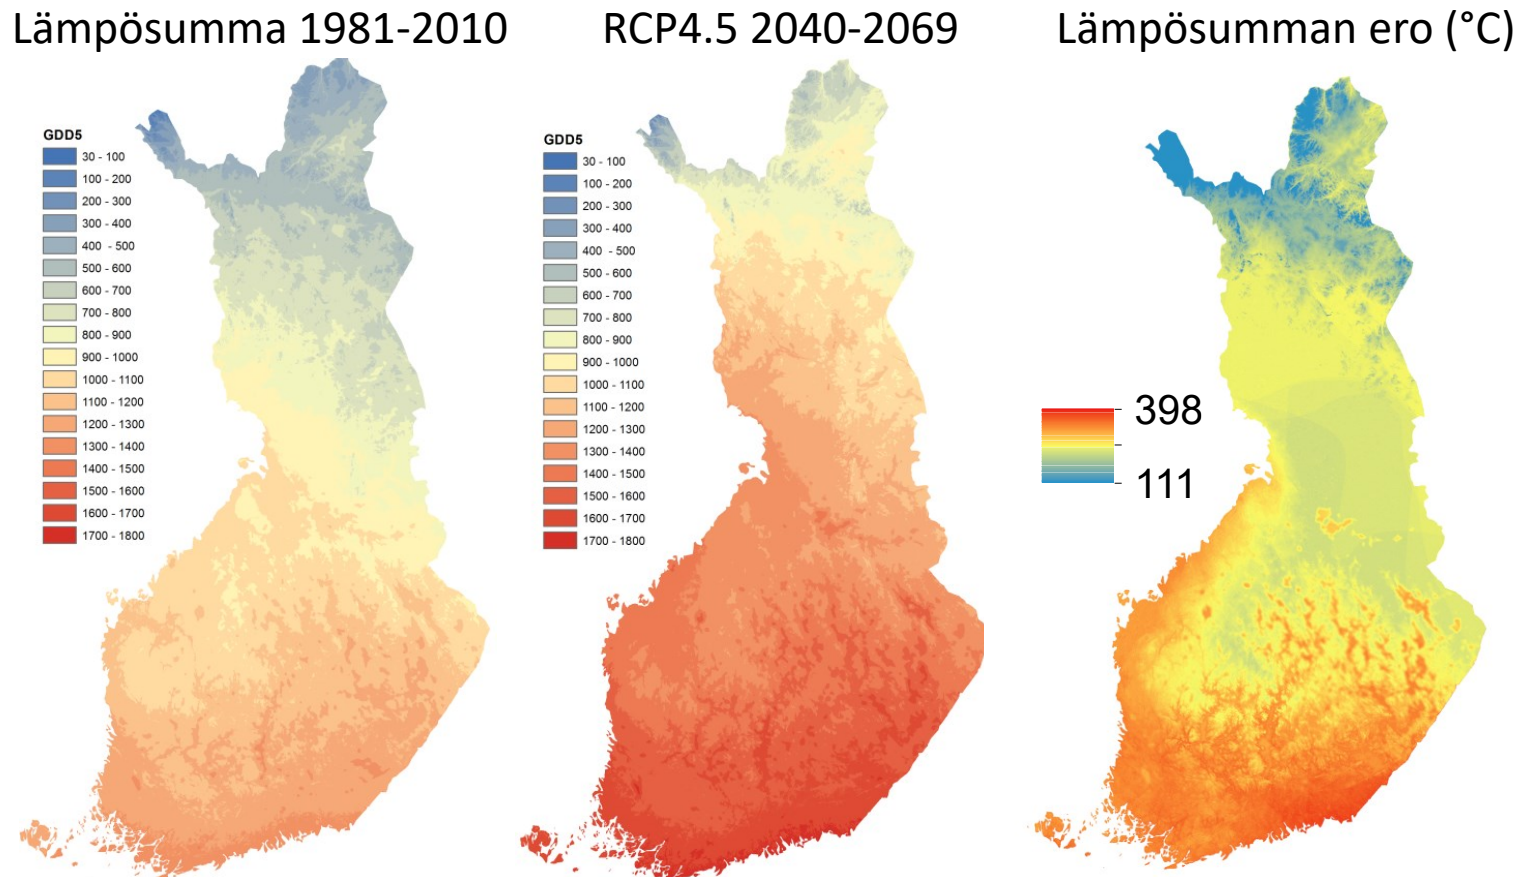 Lämpösumma 1981-2010
RCP4.5 2040-2069
Lämpösumman ero (°C)
GDD5
30 - 100
100 - 200
200 - 300
300 - 400
400 - 500
500 - 600
600 - 700
700 - 800
800 - 900
900 - 1000
1000 - 1100
1100 - 1200
1200 - 1300
1300 - 1400
1400 - 1500
1500 - 1600
1600 - 1700
1700 - 1800
GDD5
30 - 100
100 - 200
200 - 300
300 - 400
400 - 500
500 - 600
600 - 700
700 - 800
800 - 900
900 - 1000
1000 - 1100
1100 - 1200
1200 - 1300
1300 - 1400
1400 - 1500
1500 - 1600
1600 - 1700
1700 - 1800
398
111